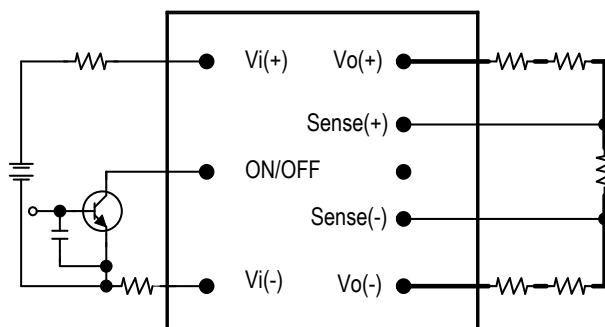 Vi(+) Vo(+)
Sense(+)
ON/OFF
Sense(-)
Vi(-) Vo(-)